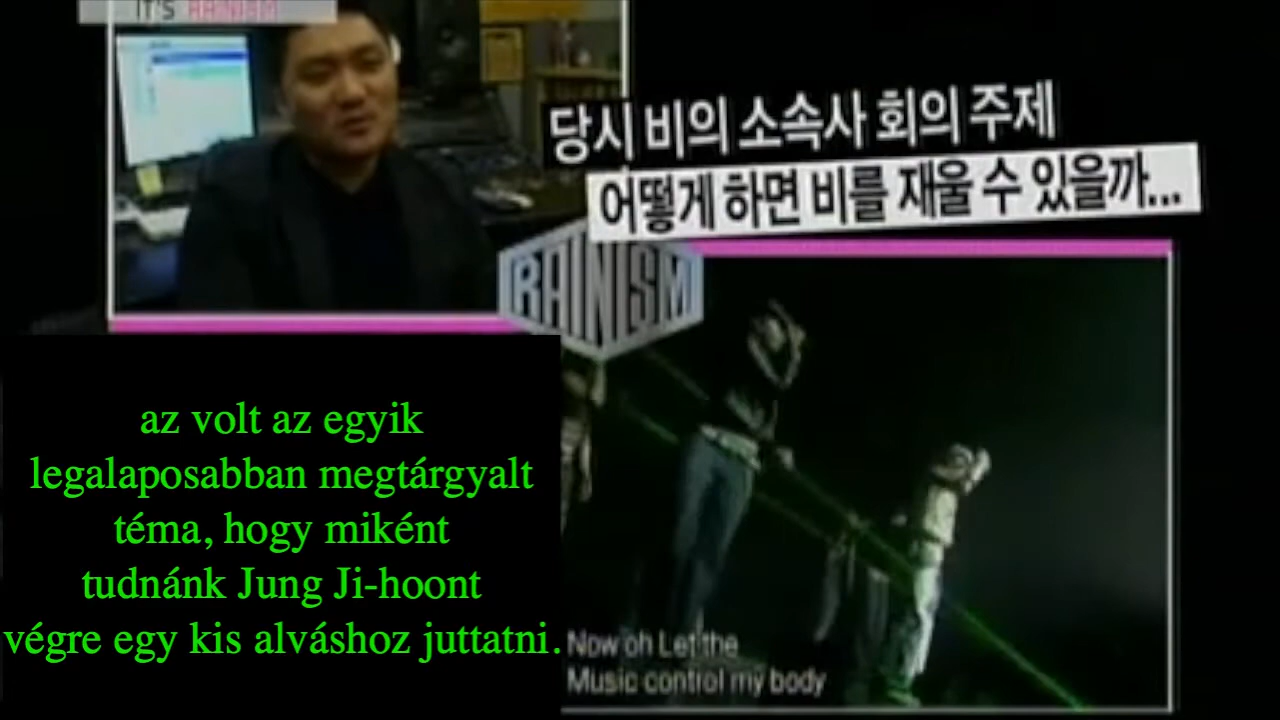 IT'S RAINISM
당시 비의 소속사 회의 주제
어떻게 하면 비를 재울 수 있을까...
RAINISM
az volt az egyik
legalaposabban megtárgyalt
téma, hogy miként
tudnánk Jung Ji-hoont
végre egy kis alváshoz juttatni.
Now oh Let the
Music control my body